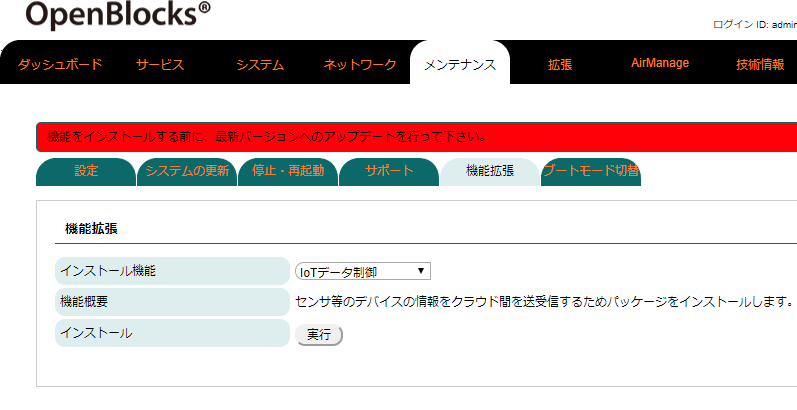 OpenBlocks®
ログイン ID: admin
ダッシュボード サービス システム ネットワーク メンテナンス 拡張 AirManage 技術情報
機能をインストールする前に、最新バージョンへのアップデートを行って下さい。
設定 システムの更新 停止・再起動 サポート 機能拡張 ブートモード切替
機能拡張
インストール機能 IoTデータ制御
機能概要 センサ等のデバイスの情報をクラウド間を送受信するためパッケージをインストールします。
インストール 実行